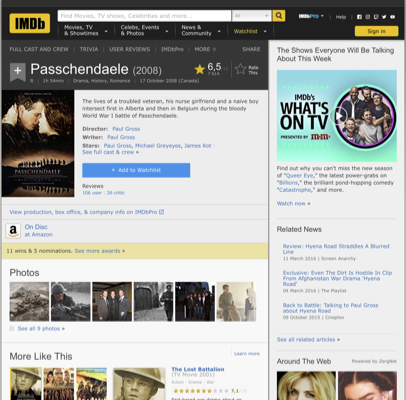 IMDb
Find Movies, TV shows, Celebrities and more...
All
IMDbPro
Help
Movies, TV
& Showtimes
Celebs, Events
& Photos
News &
Community
Watchlist
Sign in
FULL CAST AND CREW | TRIVIA | USER REVIEWS | IMDbPro | MORE
SHARE
Passchendaele (2008)
6,5
Rate
This
1h 54min | Drama, History, Romance | 17 October 2008 (Canada)
PASSCHENDAELE
The lives of a troubled veteran, his nurse girlfriend and a naive boy
intersect first in Alberta and then in Belgium during the bloody
World War I battle of Passchendaele.
Director: Paul Gross
Writer: Paul Gross
Stars: Paul Gross, Michael Greyeyes, James Kot
See full cast & crew »
+ Add to Watchlist
Reviews
106 user · 26 critic
View production, box office, & company info on IMDbPro
a
On Disc
at Amazon
11 wins & 5 nominations. See more awards »
Photos
See all 9 photos »
More Like This
Learn more
The Lost Battalion
(TV Movie 2001)
Action | Drama | War
7,1
The Shows Everyone Will Be Talking
About This Week
IMDb's
WHAT'S
ON TV
PRESENTED BY M&M's
Find out why you can't miss the new season
of "Queer Eye," the latest power-grabs on
"Billions," the brilliant pond-hopping comedy
"Catastrophe," and more.
Watch now »
Related News
Review: Hyena Road Straddles A Blurred
Line
11 March 2016 | Screen Anarchy
Exclusive: Even The Dirt Is Hostile In Clip
From Afghanistan War Drama 'Hyena
Road'
04 March 2016 | The Playlist
Back to Battle: Talking to Paul Gross
about Hyena Road
09 October 2015 | Cineplex
See all related articles »
Around The Web
Powered by ZergNet